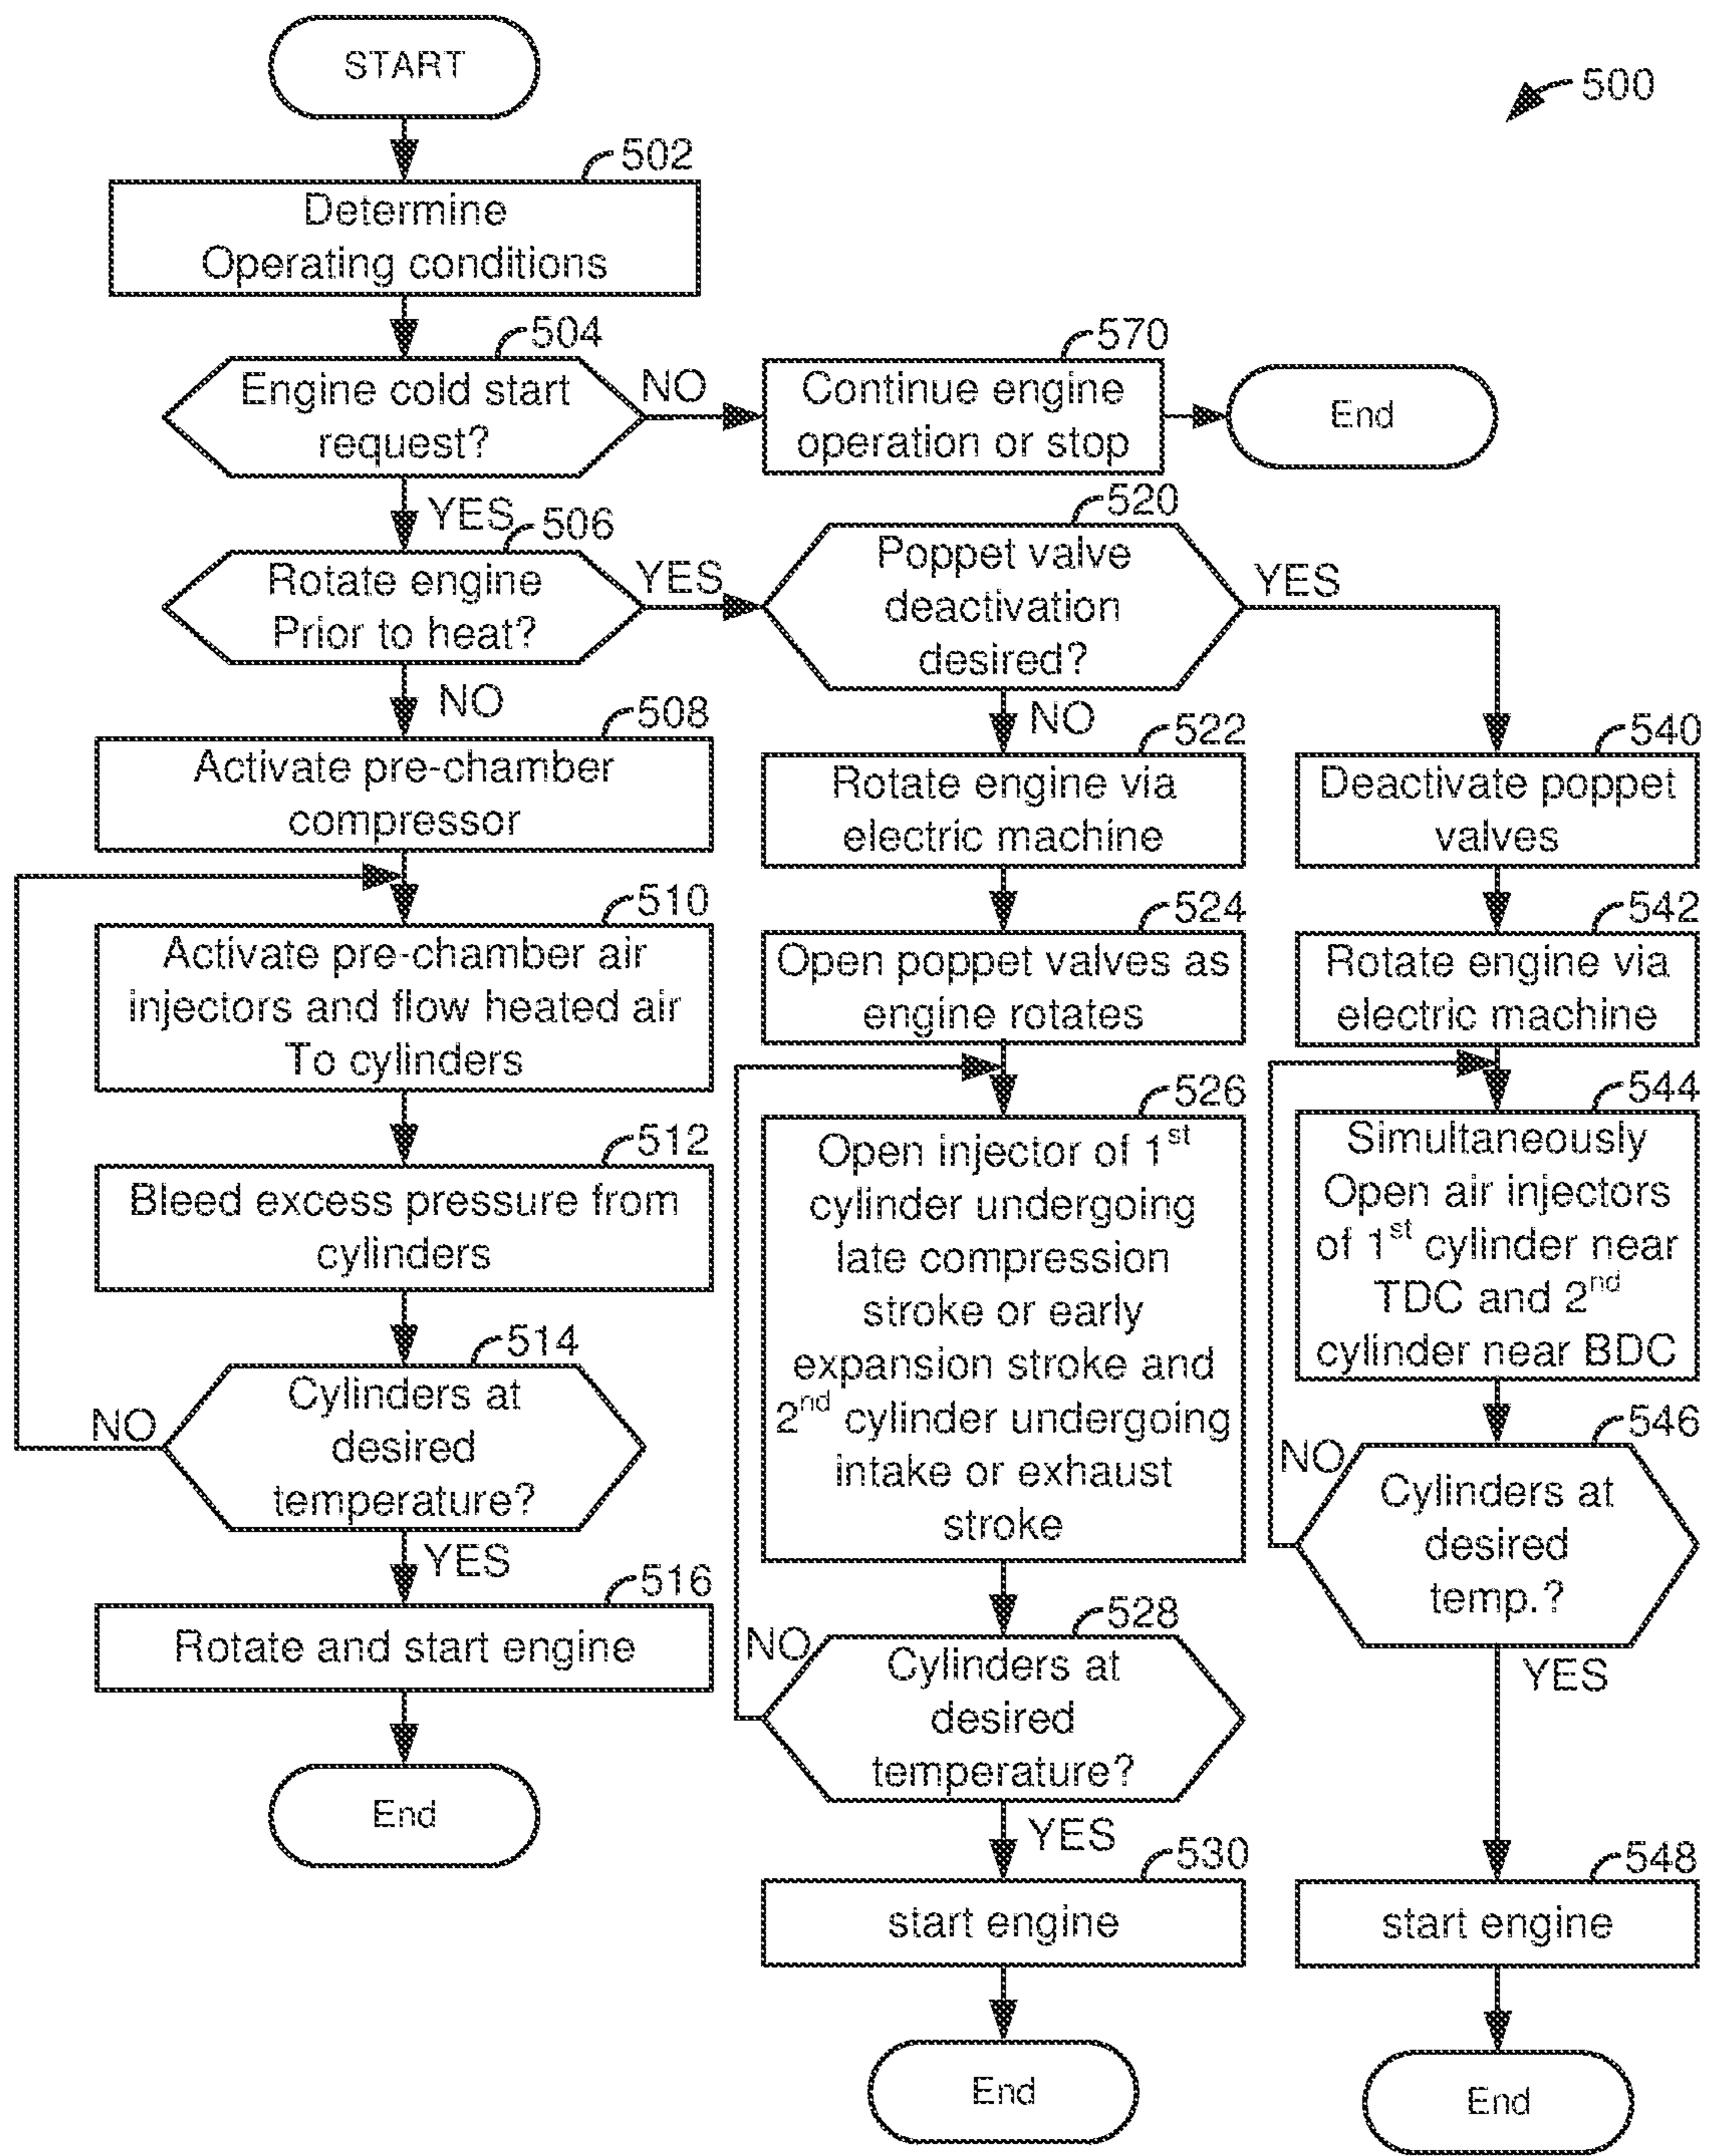 START
500
502
Determine
Operating conditions
504
Engine cold start
request?
NO
570
Continue engine
operation or stop
End
YES
506
Rotate engine
Prior to heat?
YES
520
Poppet valve
deactivation
desired?
YES
NO
508
Activate pre-chamber
compressor
510
Activate pre-chamber air
injectors and flow heated air
To cylinders
512
Bleed excess pressure from
cylinders
514
Cylinders at
desired
temperature?
NO
YES
516
Rotate and start engine
End
NO
522
Rotate engine via
electric machine
524
Open poppet valves as
engine rotates
526
Open injector of 1st
cylinder undergoing
late compression
stroke or early
expansion stroke and
2nd cylinder undergoing
intake or exhaust
stroke
528
NO
Cylinders at
desired
temperature?
YES
530
start engine
End
540
Deactivate poppet
valves
542
Rotate engine via
electric machine
544
Simultaneously
Open air injectors
of 1st cylinder near
TDC and 2nd
cylinder near BDC
546
NO
Cylinders at
desired
temp.?
YES
548
start engine
End